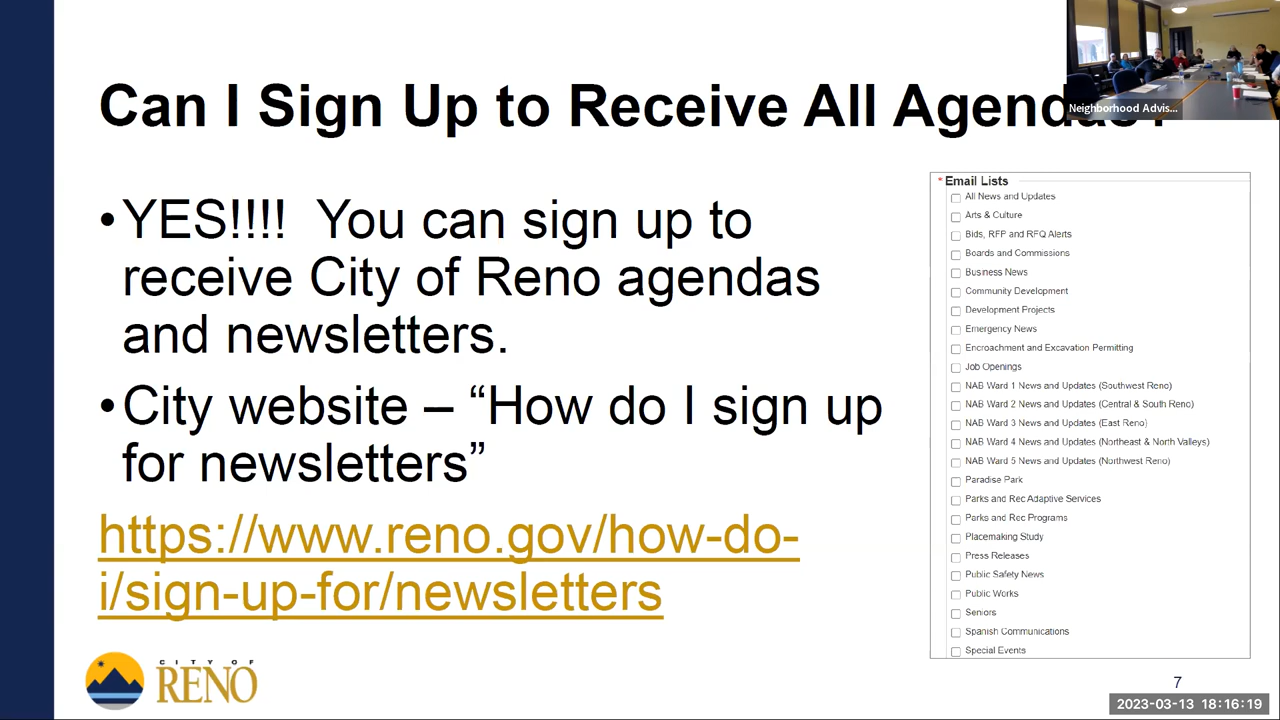 Can I Sign Up to Receive All Agendas?
Neighborhood Advis...
•YES!!!! You can sign up to
receive City of Reno agendas
and newsletters.
•City website – “How do I sign up
for newsletters”
https://www.reno.gov/how-do-
i/sign-up-for/newsletters
* Email Lists
All News and Updates
Arts & Culture
Bids, RFP and RFQ Alerts
Boards and Commissions
Business News
Community Development
Development Projects
Emergency News
Encroachment and Excavation Permitting
Job Openings
NAB Ward 1 News and Updates (Southwest Reno)
NAB Ward 2 News and Updates (Central & South Reno)
NAB Ward 3 News and Updates (East Reno)
NAB Ward 4 News and Updates (Northeast & North Valleys)
NAB Ward 5 News and Updates (Northwest Reno)
Paradise Park
Parks and Rec Adaptive Services
Parks and Rec Programs
Placemaking Study
Press Releases
Public Safety News
Public Works
Seniors
Spanish Communications
Special Events
CITY OF
RENO
7
2023-03-13 18:16:19